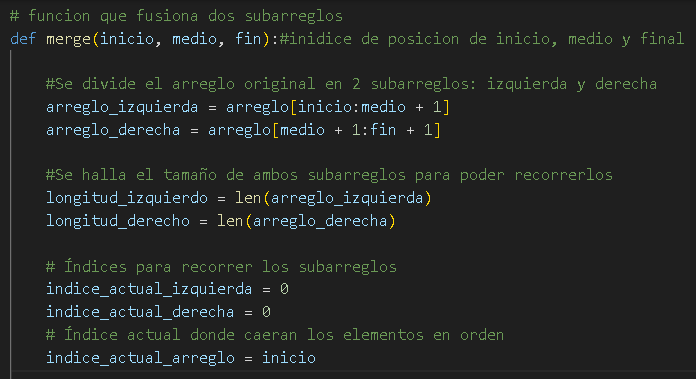 # funcion que fusiona dos subarreglos
def merge(inicio, medio, fin):#inidice de posicion de inicio, medio y final
#Se divide el arreglo original en 2 subarreglos: izquierda y derecha
arreglo_izquierda = arreglo[inicio:medio + 1]
arreglo_derecha = arreglo[medio + 1:fin + 1]
#Se halla el tamaño de ambos subarreglos para poder recorrerlos
longitud_izquierdo = len(arreglo_izquierda)
longitud_derecho = len(arreglo_derecha)
# Índices para recorrer los subarreglos
indice_actual_izquierda = 0
indice_actual_derecha = 0
# Índice actual donde caeran los elementos en orden
indice_actual_arreglo = inicio